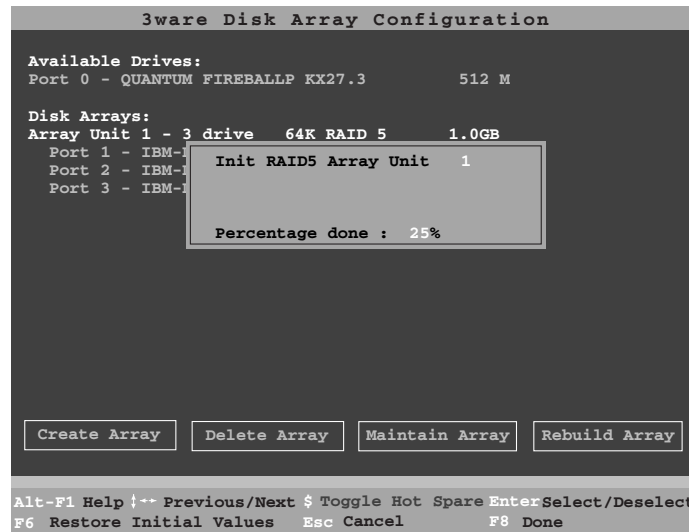 3ware Disk Array Configuration
Available Drives:
Port 0 - QUANTUM FIREBALLP KX27.3 512 M
Disk Arrays:
Array Unit 1 - 3 drive 64K RAID 5 1.0GB
Port 1 - IBM-
Port 2 - IBM-
Port 3 - IBM-
Init RAID5 Array Unit 1
Percentage done : 25%
Create Array Delete Array Maintain Array Rebuild Array
Alt-F1 Help ↕↔ Previous/Next $ Toggle Hot Spare Enter Select/Deselect
F6 Restore Initial Values Esc Cancel F8 Done